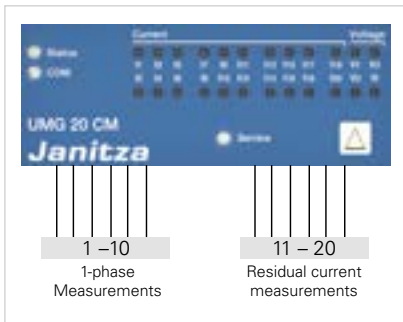 Current Voltage
Status
COM
UMG 20 CM
Service
Janitza
1 –10
11 – 20
1-phase
Measurements
Residual current
measurements